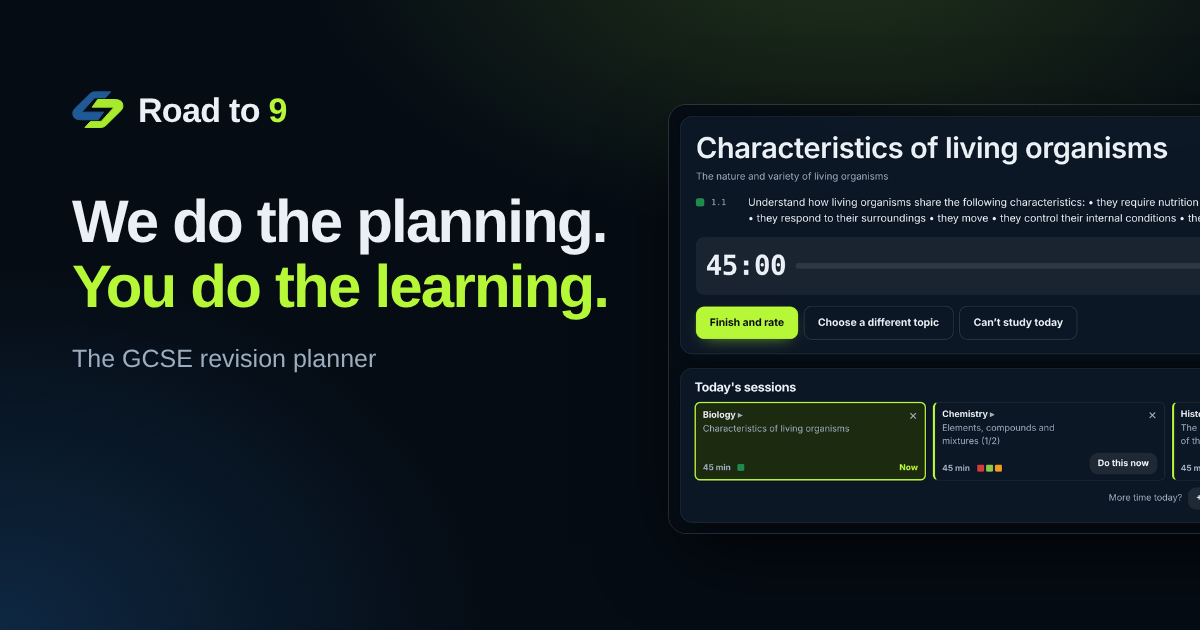 Road to 9
We do the planning.
You do the learning.
The GCSE revision planner
Characteristics of living organisms
The nature and variety of living organisms
1.1 Understand how living organisms share the following characteristics: • they require nutrition
• they respond to their surroundings • they move • they control their internal conditions •
45:00
Finish and rate
Choose a different topic
Can't study today
Today's sessions
Biology ▸ ×
Characteristics of living organisms
45 min
Now
Chemistry ▸ ×
Elements, compounds and
mixtures (1/2)
45 min
Do this now
The
of th
45 m
More time today?